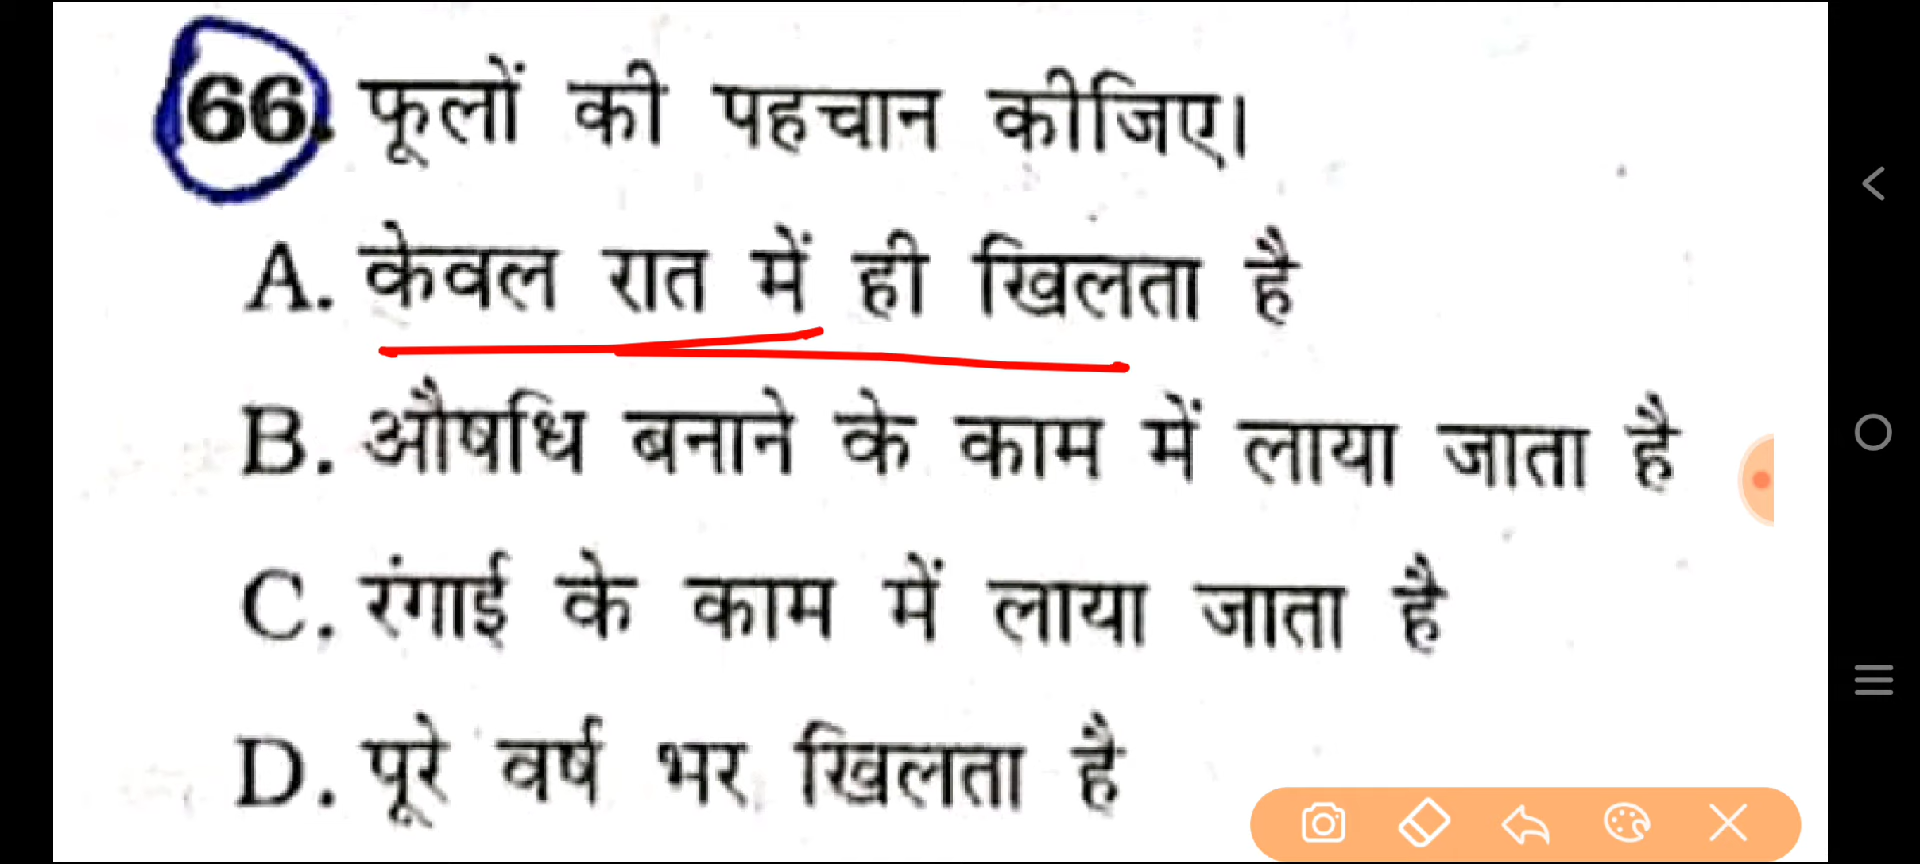 66. फूलों की पहचान कीजिए।
A. केवल रात में ही खिलता है
B. औषधि बनाने के काम में लाया जाता है
C. रंगाई के काम में लाया जाता है
D. पूरे वर्ष भर खिलता है